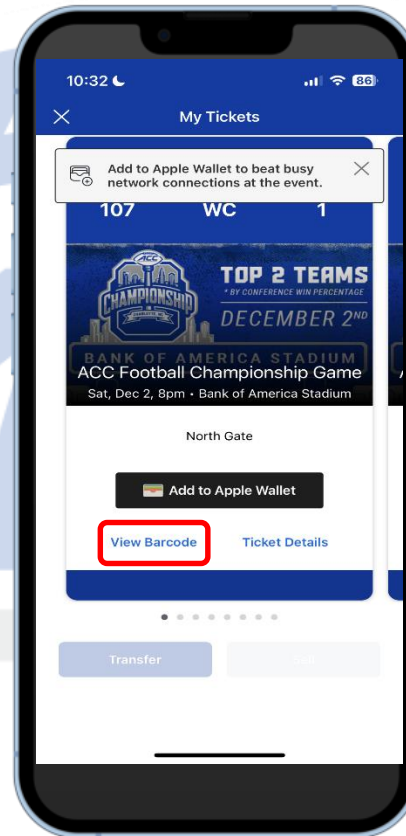 10:32
86
My Tickets
Add to Apple Wallet to beat busy
network connections at the event.
107 WC 1
ACC
CHAMPIONSHIP
TOP 2 TEAMS
* BY CONFERENCE WIN PERCENTAGE
DECEMBER 2ND
BANK OF AMERICA STADIUM
ACC Football Championship Game
Sat, Dec 2, 8pm • Bank of America Stadium
North Gate
Add to Apple Wallet
View Barcode Ticket Details
Transfer